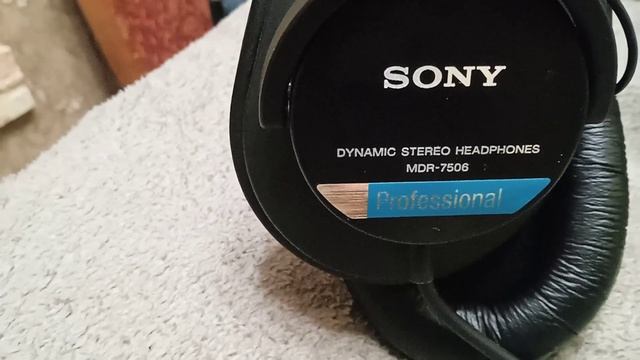 SONY
DYNAMIC STEREO HEADPHONES
MDR-7506
Professional